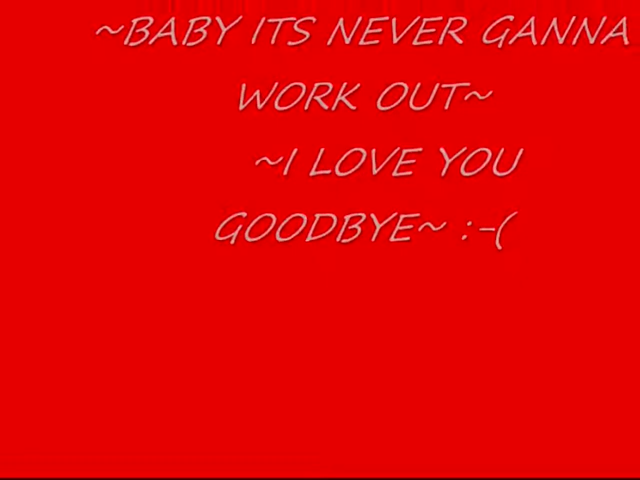 ~BABY ITS NEVER GANNA
WORK OUT~
~I LOVE YOU
GOODBYE~ :-(